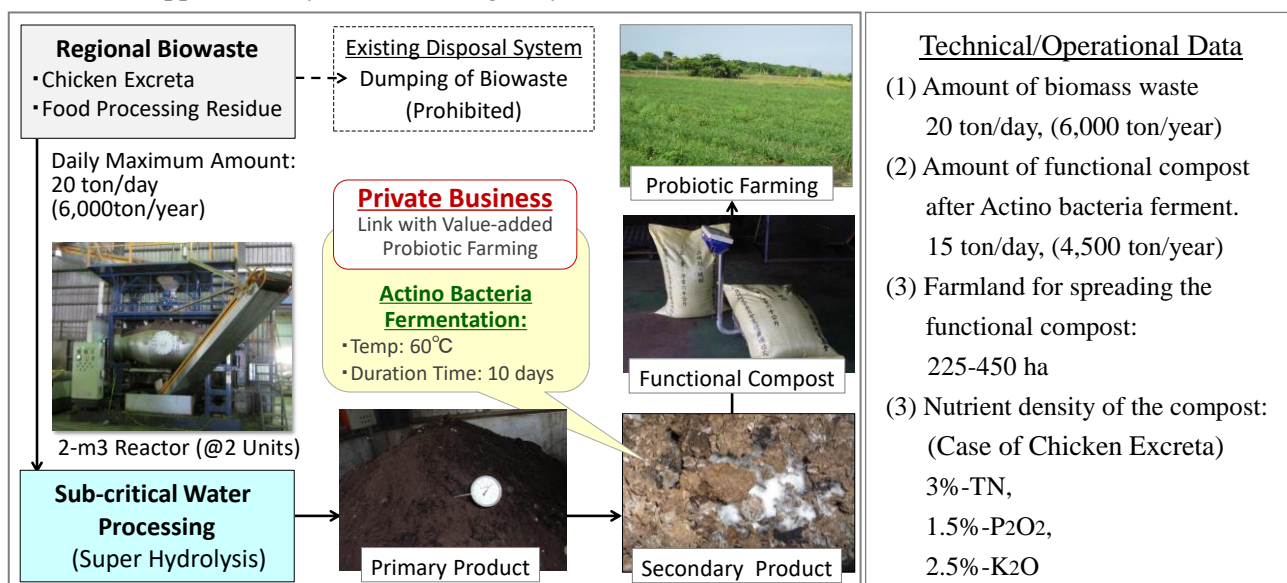 Regional Biowaste
・Chicken Excreta
・Food Processing Residue
Existing Disposal System
Dumping of Biowaste
(Prohibited)
Daily Maximum Amount:
20 ton/day
(6,000ton/year)
Private Business
Link with Value-added
Probiotic Farming
Actino Bacteria
Fermentation:
・Temp: 60℃
・Duration Time: 10 days
Probiotic Farming
Functional Compost
2-m3 Reactor (@2 Units)
Sub-critical Water
Processing
(Super Hydrolysis)
Primary Product
Secondary Product
Technical/Operational Data
(1) Amount of biomass waste
20 ton/day, (6,000 ton/year)
(2) Amount of functional compost
after Actino bacteria ferment.
15 ton/day, (4,500 ton/year)
(3) Farmland for spreading the
functional compost:
225-450 ha
(3) Nutrient density of the compost:
(Case of Chicken Excreta)
3%-TN,
1.5%-P2O2,
2.5%-K2O